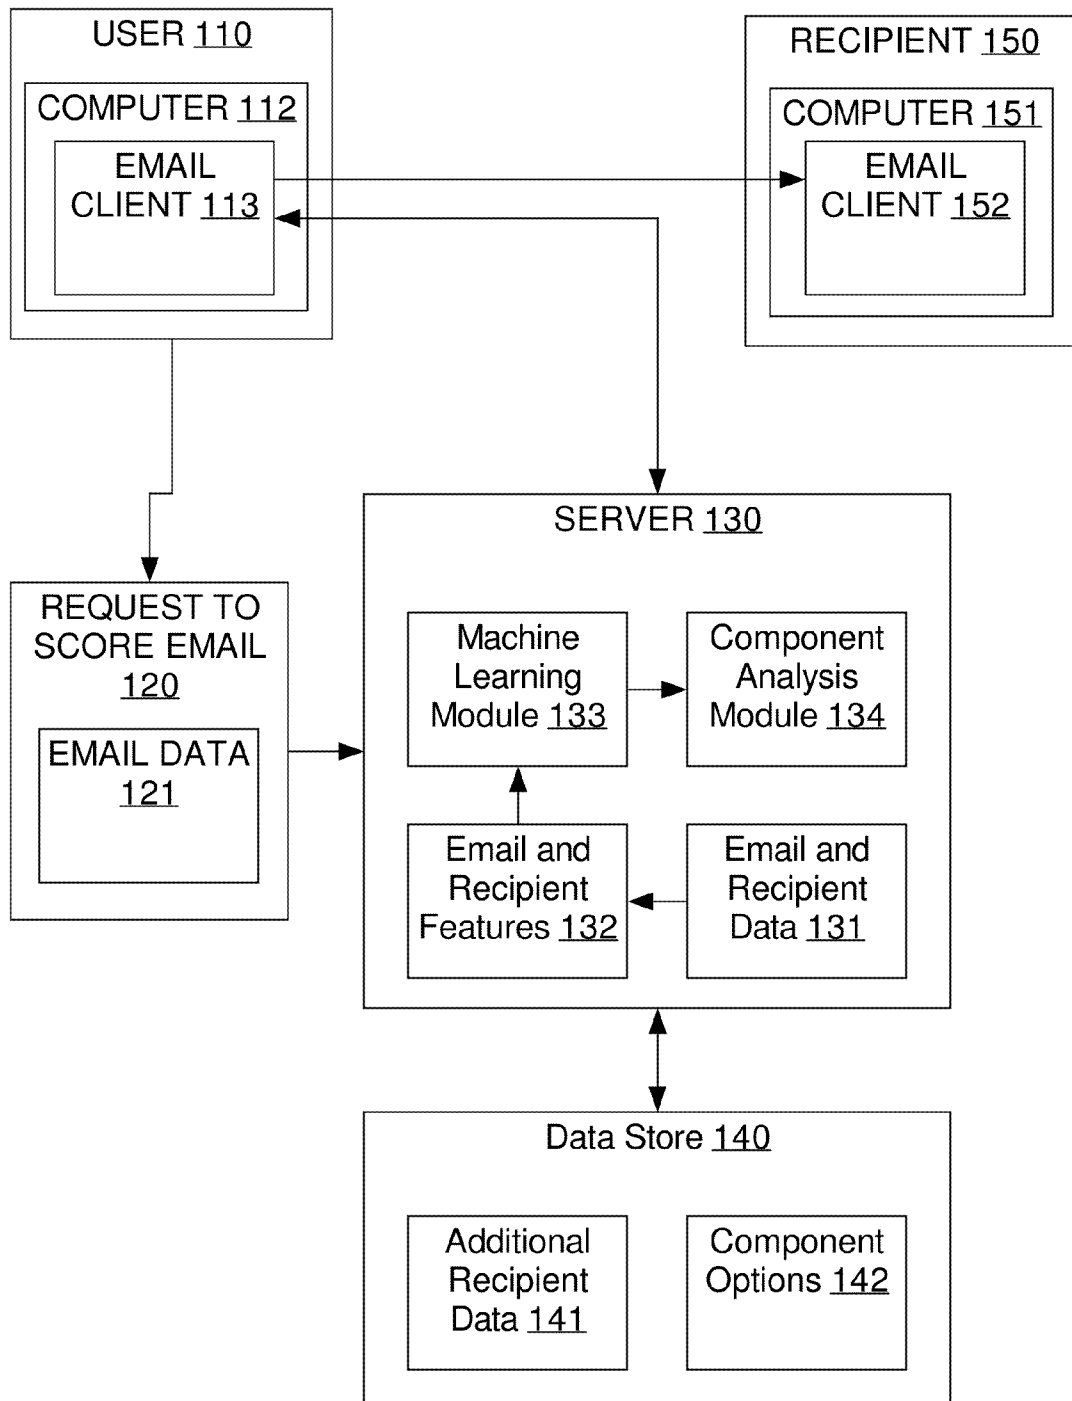 USER 110
COMPUTER 112
EMAIL
CLIENT 113
RECIPIENT 150
COMPUTER 151
EMAIL
CLIENT 152
REQUEST TO
SCORE EMAIL
120
EMAIL DATA
121
SERVER 130
Machine
Learning
Module 133
Component
Analysis
Module 134
Email and
Recipient
Features 132
Email and
Recipient
Data 131
Data Store 140
Additional
Recipient
Data 141
Component
Options 142